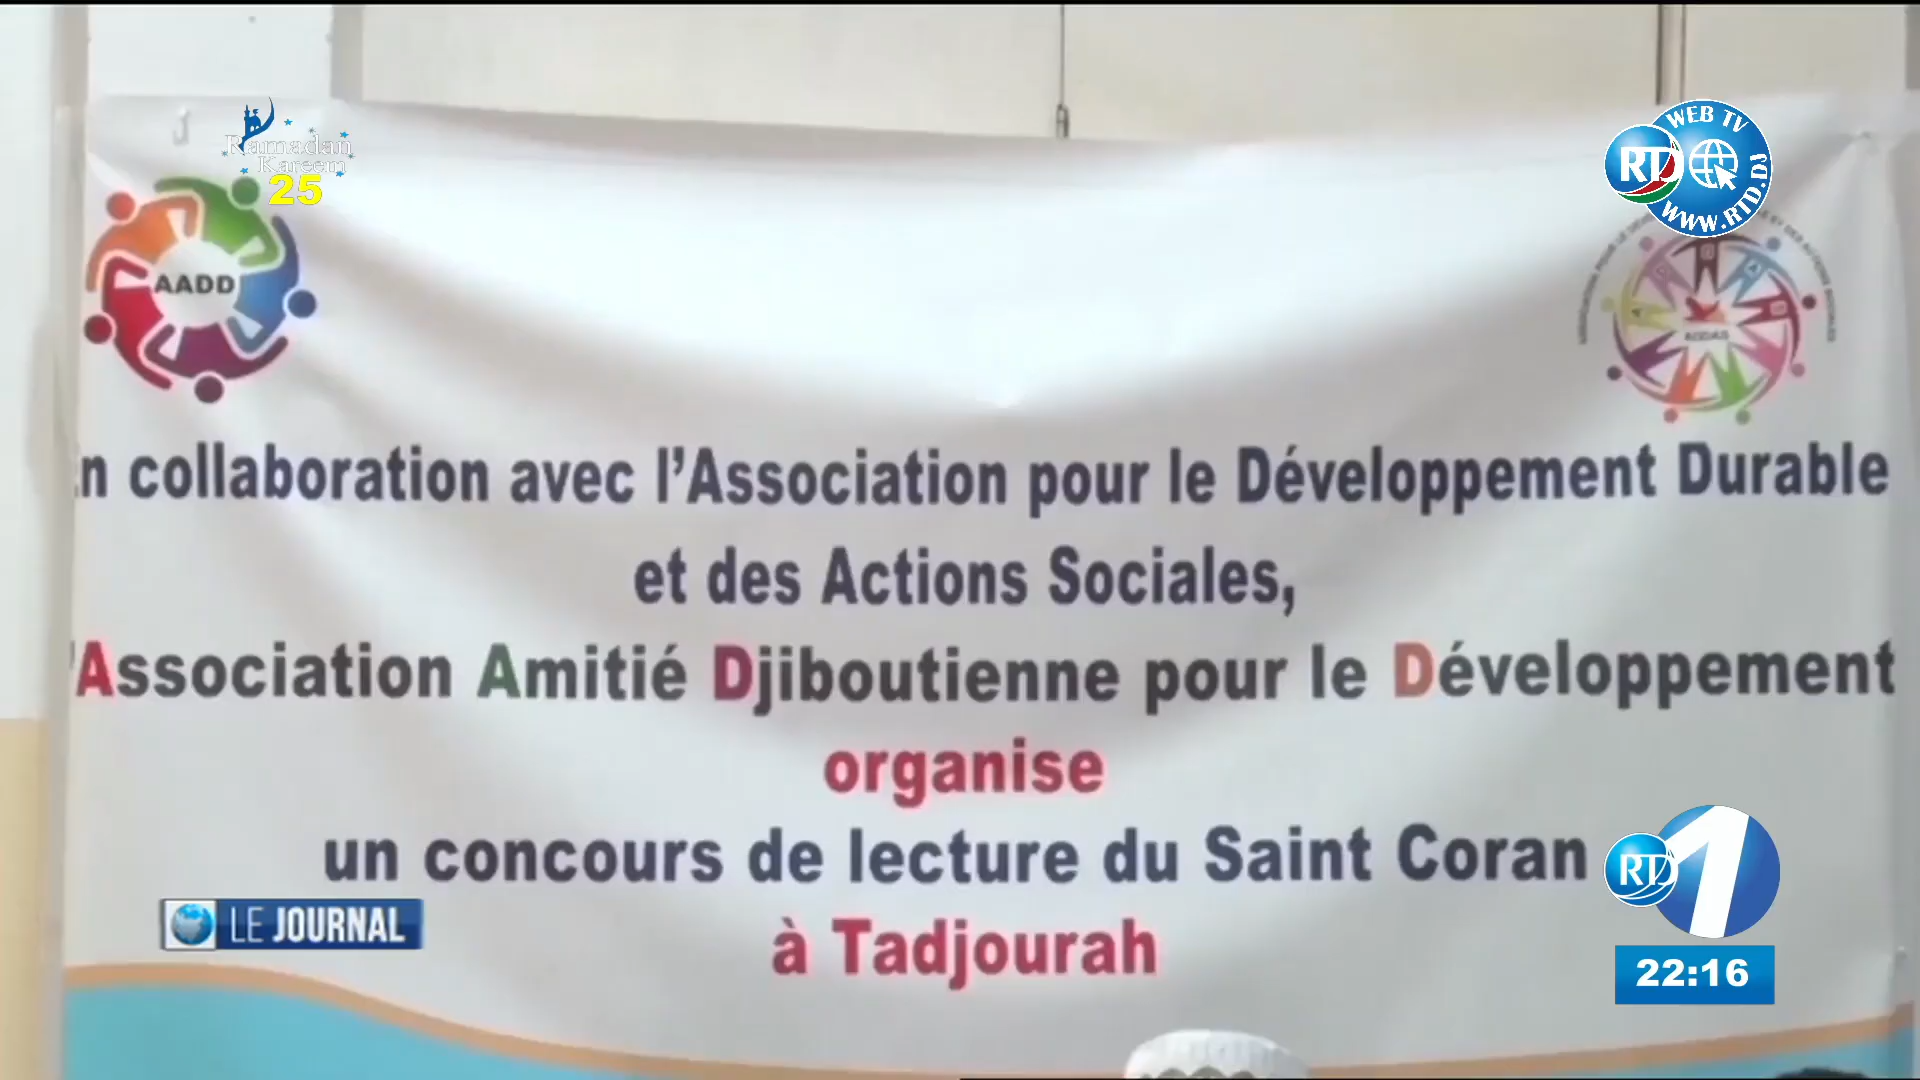 Ramadan
Kareem
25
AADD
WEB TV
RTD
WWW.RTD.DJ
ADDAS
n collaboration avec l'Association pour le Développement Durable
et des Actions Sociales,
'Association Amitié Djiboutienne pour le Développement
organise
un concours de lecture du Saint Coran
à Tadjourah
LE JOURNAL
RTD 1
22:16